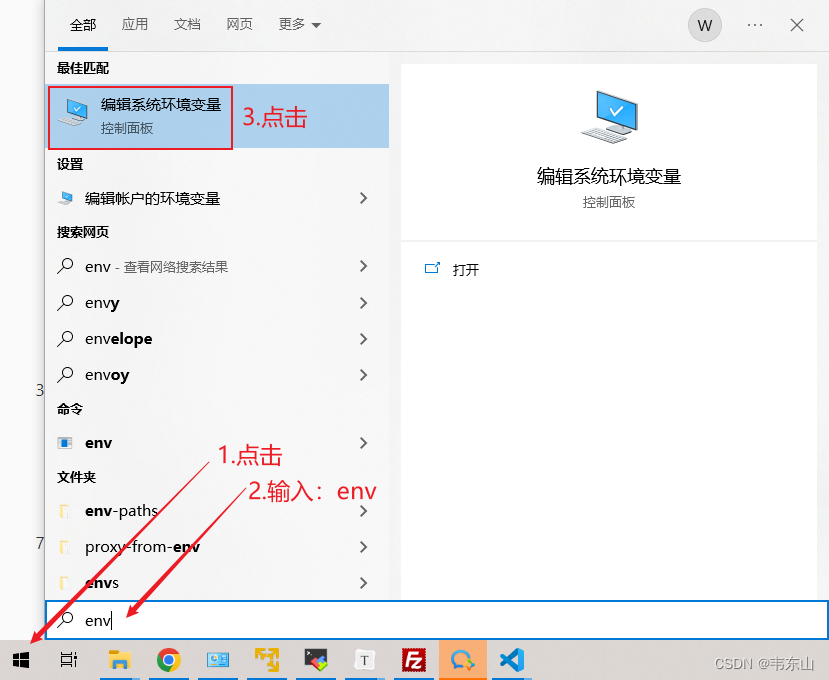 全部 应用 文档 网页 更多 W ...
最佳匹配
编辑系统环境变量
控制面板
3.点击
编辑系统环境变量
控制面板
打开
设置
编辑帐户的环境变量
搜索网页
env - 查看网络搜索结果
envy
envelope
envoy
3
命令
env
1.点击
文件夹
2.输入：env
env-paths
7
proxy-from-env
envs
env
T
Fz
CSDN @韦东山